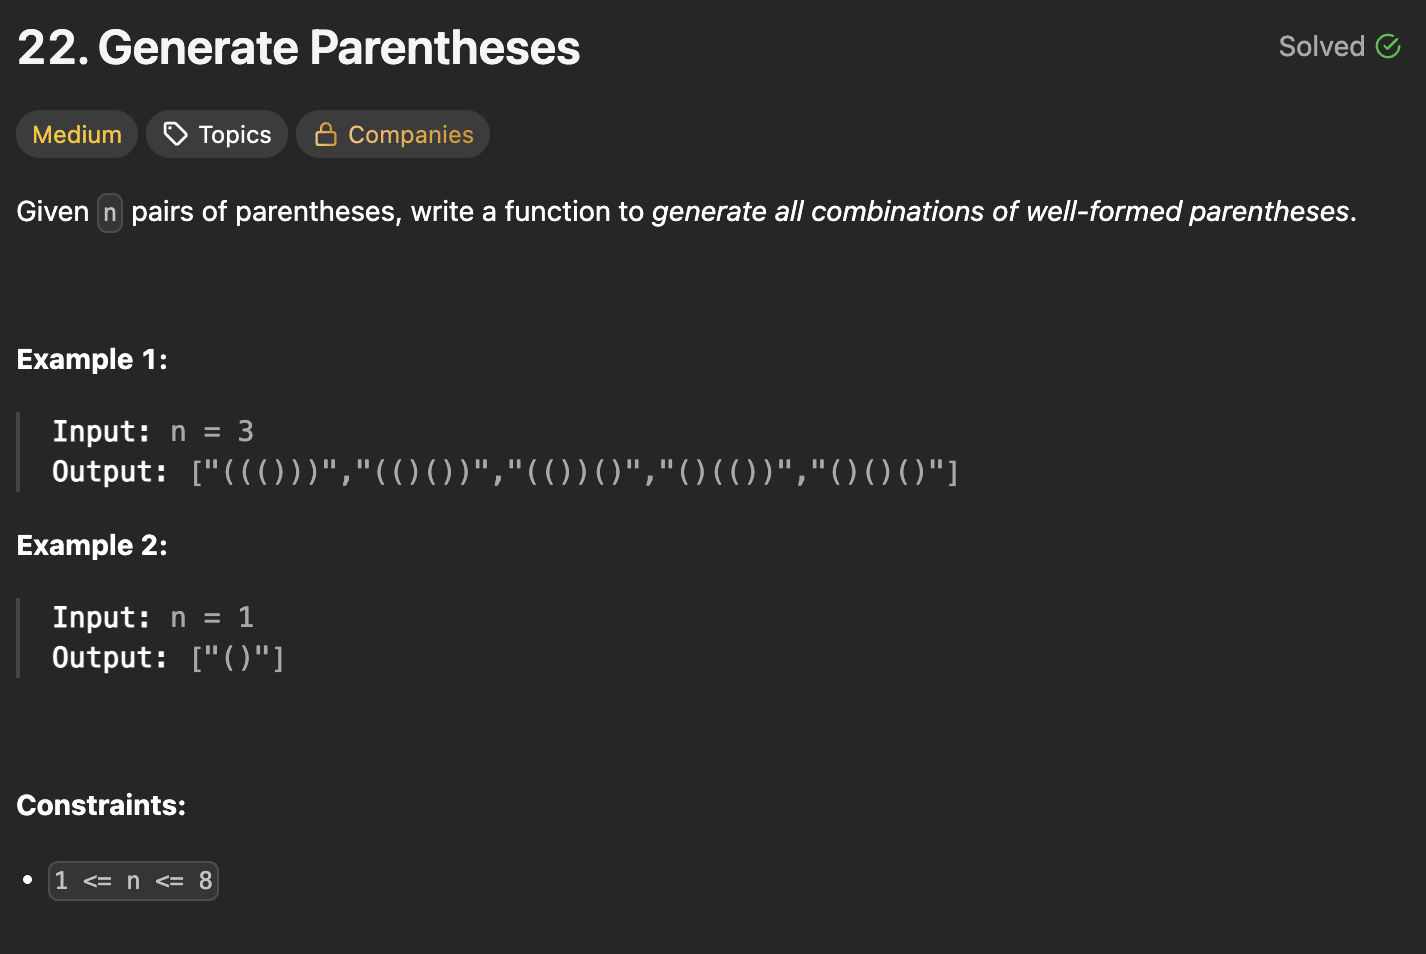 22. Generate Parentheses
Solved
Medium
Topics
Companies
Given n pairs of parentheses, write a function to generate all combinations of well-formed parentheses.
Example 1:
Input: n = 3
Output: ["((()))","(()())","(())()","()(())","()()()"]
Example 2:
Input: n = 1
Output: ["()"]
Constraints:
• 1 <= n <= 8